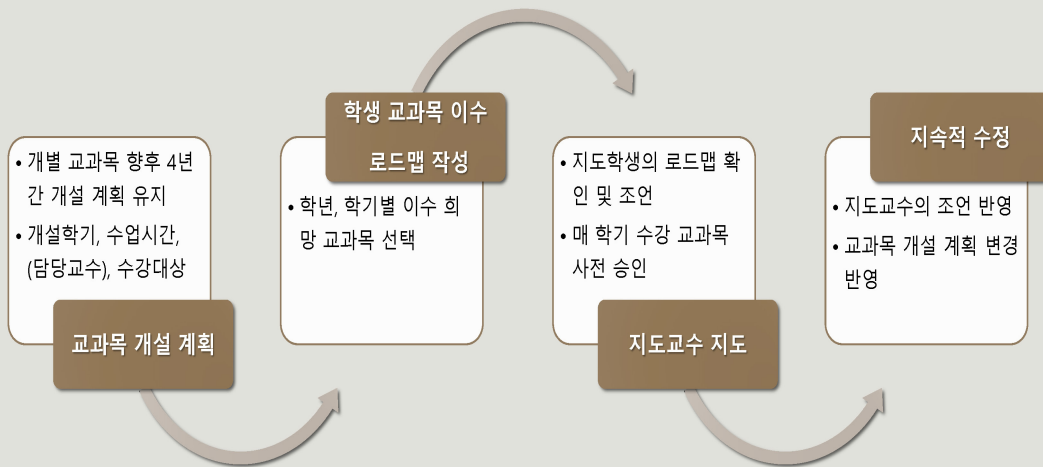 • 개별 교과목 향후 4년
간 개설 계획 유지
• 개설학기, 수업시간,
(담당교수), 수강대상
교과목 개설 계획
학생 교과목 이수
로드맵 작성
• 학년, 학기별 이수 희
망 교과목 선택
• 지도학생의 로드맵 확
인 및 조언
• 매 학기 수강 교과목
사전 승인
지도교수 지도
지속적 수정
• 지도교수의 조언 반영
• 교과목 개설 계획 변경
반영